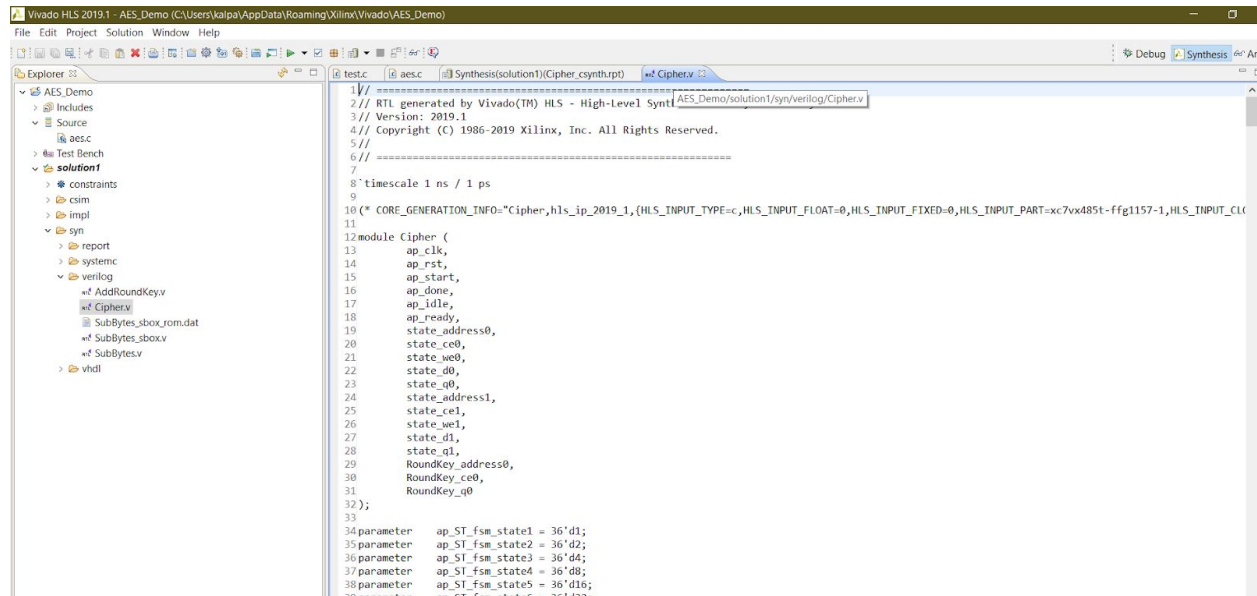 Vivado HLS 2019.1 - AES_Demo (C:\Users\kalpa\AppData\Roaming\Xilinx\Vivado\AES_Demo)
File Edit Project Solution Window Help
Debug Synthesis
Explorer
AES_Demo
Includes
Source
aes.c
Test Bench
solution1
constraints
csim
impl
syn
report
systemc
verilog
AddRoundKey.v
Cipher.v
SubBytes_sbox_rom.dat
SubBytes_sbox.v
SubBytes.v
vhdl
test.c aes.c Synthesis(solution1)(Cipher_csynth.rpt) Cipher.v
AES_Demo/solution1/syn/verilog/Cipher.v
1 // ==============================================================
2 // RTL generated by Vivado(TM) HLS - High-Level Synt
3 // Version: 2019.1
4 // Copyright (C) 1986-2019 Xilinx, Inc. All Rights Reserved.
5 //
6 // ===========================================================
7
8 `timescale 1 ns / 1 ps
9
10 (* CORE_GENERATION_INFO="Cipher,hls_ip_2019_1,{HLS_INPUT_TYPE=c,HLS_INPUT_FLOAT=0,HLS_INPUT_FIXED=0,HLS_INPUT_PART=xc7vx485t-ffg1157-1,HLS_INPUT_CLO
11
12 module Cipher (
13 ap_clk,
14 ap_rst,
15 ap_start,
16 ap_done,
17 ap_idle,
18 ap_ready,
19 state_address0,
20 state_ce0,
21 state_we0,
22 state_d0,
23 state_q0,
24 state_address1,
25 state_ce1,
26 state_we1,
27 state_d1,
28 state_q1,
29 RoundKey_address0,
30 RoundKey_ce0,
31 RoundKey_q0
32 );
33
34 parameter ap_ST_fsm_state1 = 36'd1;
35 parameter ap_ST_fsm_state2 = 36'd2;
36 parameter ap_ST_fsm_state3 = 36'd4;
37 parameter ap_ST_fsm_state4 = 36'd8;
38 parameter ap_ST_fsm_state5 = 36'd16;